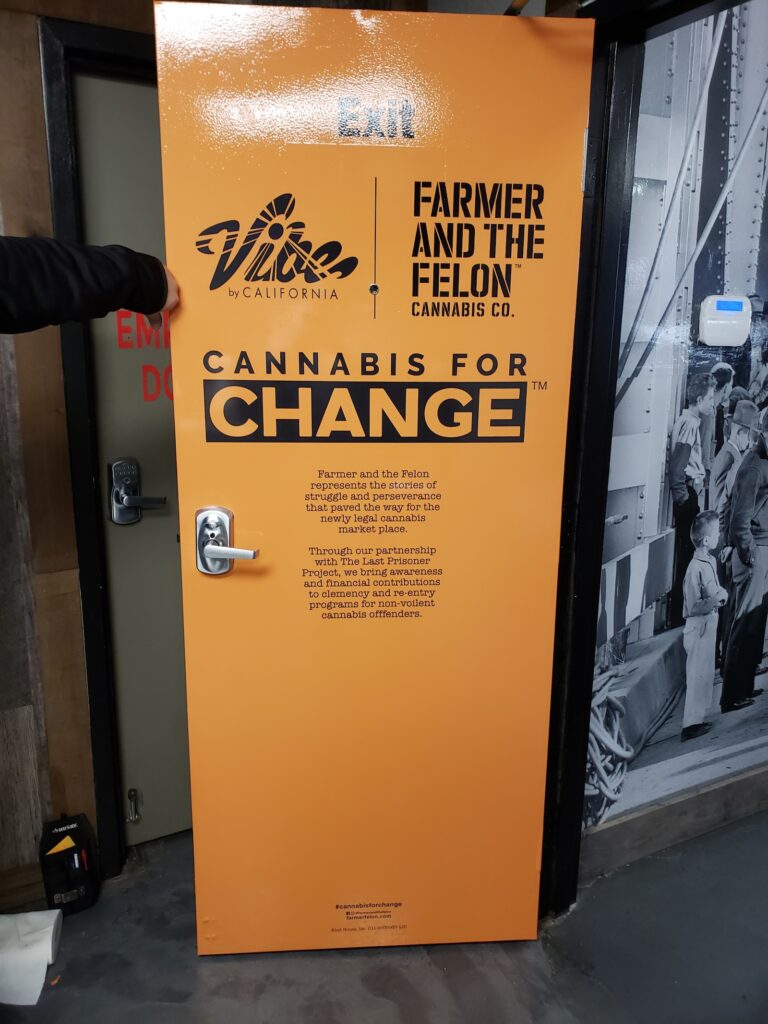 Exit
Vibe
by CALIFORNIA
FARMER
AND THE
FELON™
CANNABIS CO.
EM
DO
CANNABIS FOR
CHANGE™
Farmer and the Felon
represents the stories of
struggle and perseverance
that paved the way for the
newly legal cannabis
market place.
Through our partnership
with The Last Prisoner
Project, we bring awareness
and financial contributions
to clemency and re-entry
programs for non-voilent
cannabis offfenders.
#cannabisforchange
farmerfelon.com